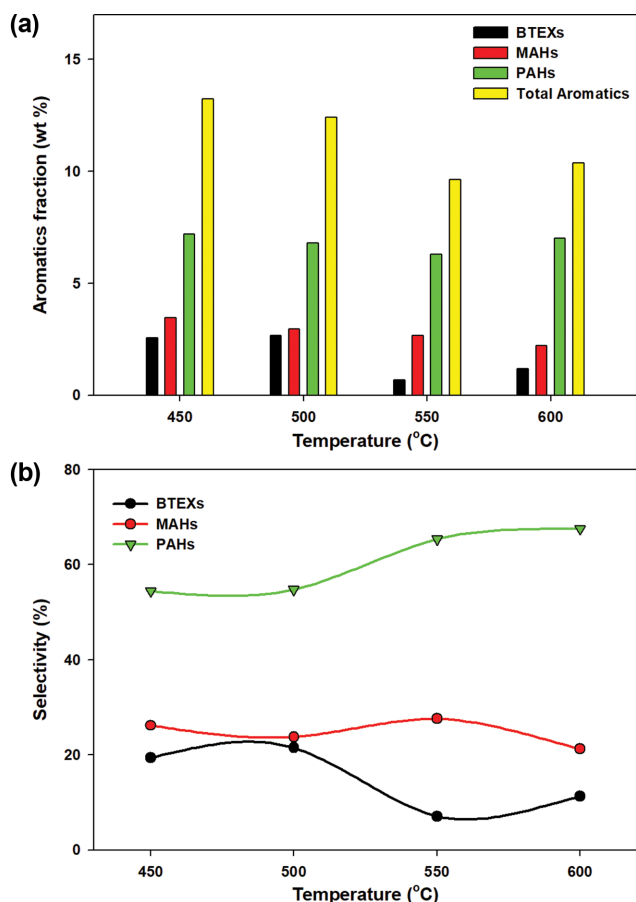 (a)
BTEXs
MAHs
PAHs
Total Aromatics
15
10
5
0
Aromatics fraction (wt %)
450 500 550 600
Temperature (°C)
(b)
BTEXs
MAHs
PAHs
80
60
40
20
0
Selectivity (%)
450 500 550 600
Temperature (°C)